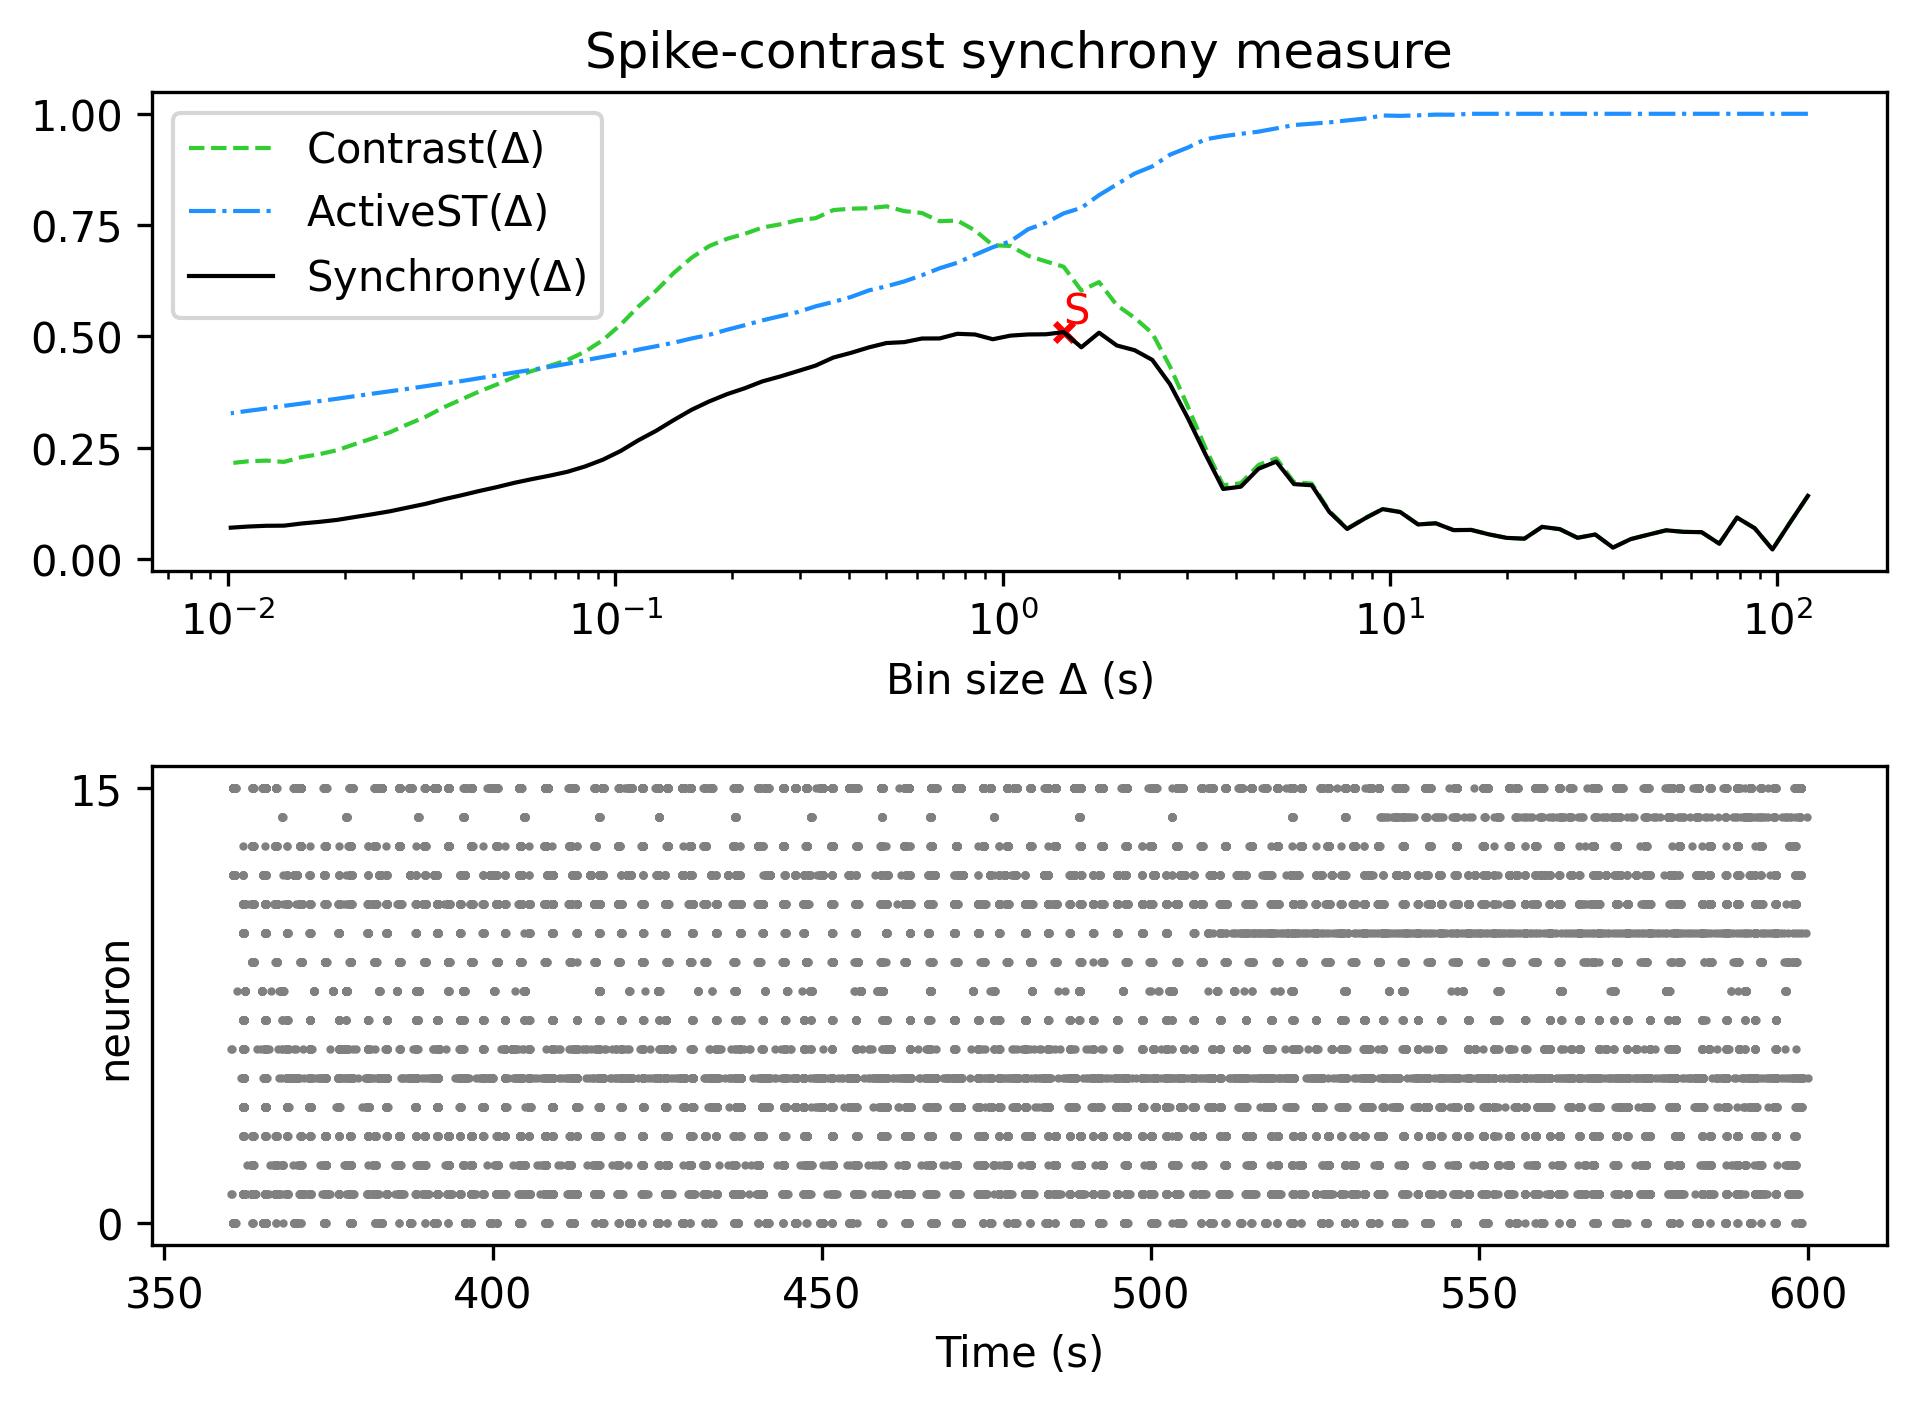 Spike-contrast synchrony measure
1.00
0.75
0.50
0.25
0.00
Contrast(Δ)
ActiveST(Δ)
Synchrony(Δ)
S
10⁻² 10⁻¹ 10⁰ 10¹ 10²
Bin size Δ (s)
15
0
neuron
350 400 450 500 550 600
Time (s)